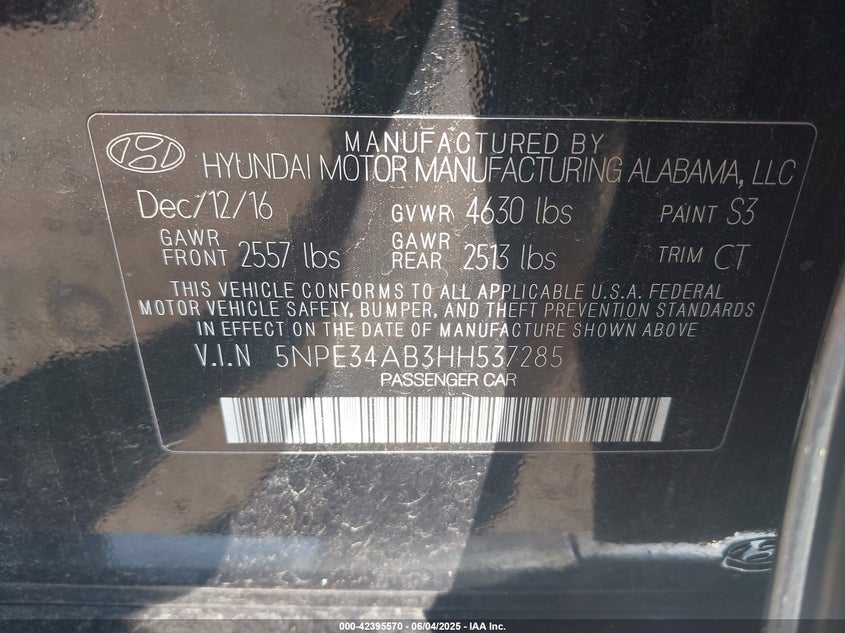 MANUFACTURED BY
HYUNDAI MOTOR MANUFACTURING ALABAMA, LLC
Dec/12/16 GVWR 4630 lbs PAINT S3
GAWR FRONT 2557 lbs GAWR REAR 2513 lbs TRIM CT
THIS VEHICLE CONFORMS TO ALL APPLICABLE U.S.A. FEDERAL
MOTOR VEHICLE SAFETY, BUMPER, AND THEFT PREVENTION STANDARDS
IN EFFECT ON THE DATE OF MANUFACTURE SHOWN ABOVE
V.I.N 5NPE34AB3HH537285
PASSENGER CAR
000-42395570 - 06/04/2025 - IAA Inc.